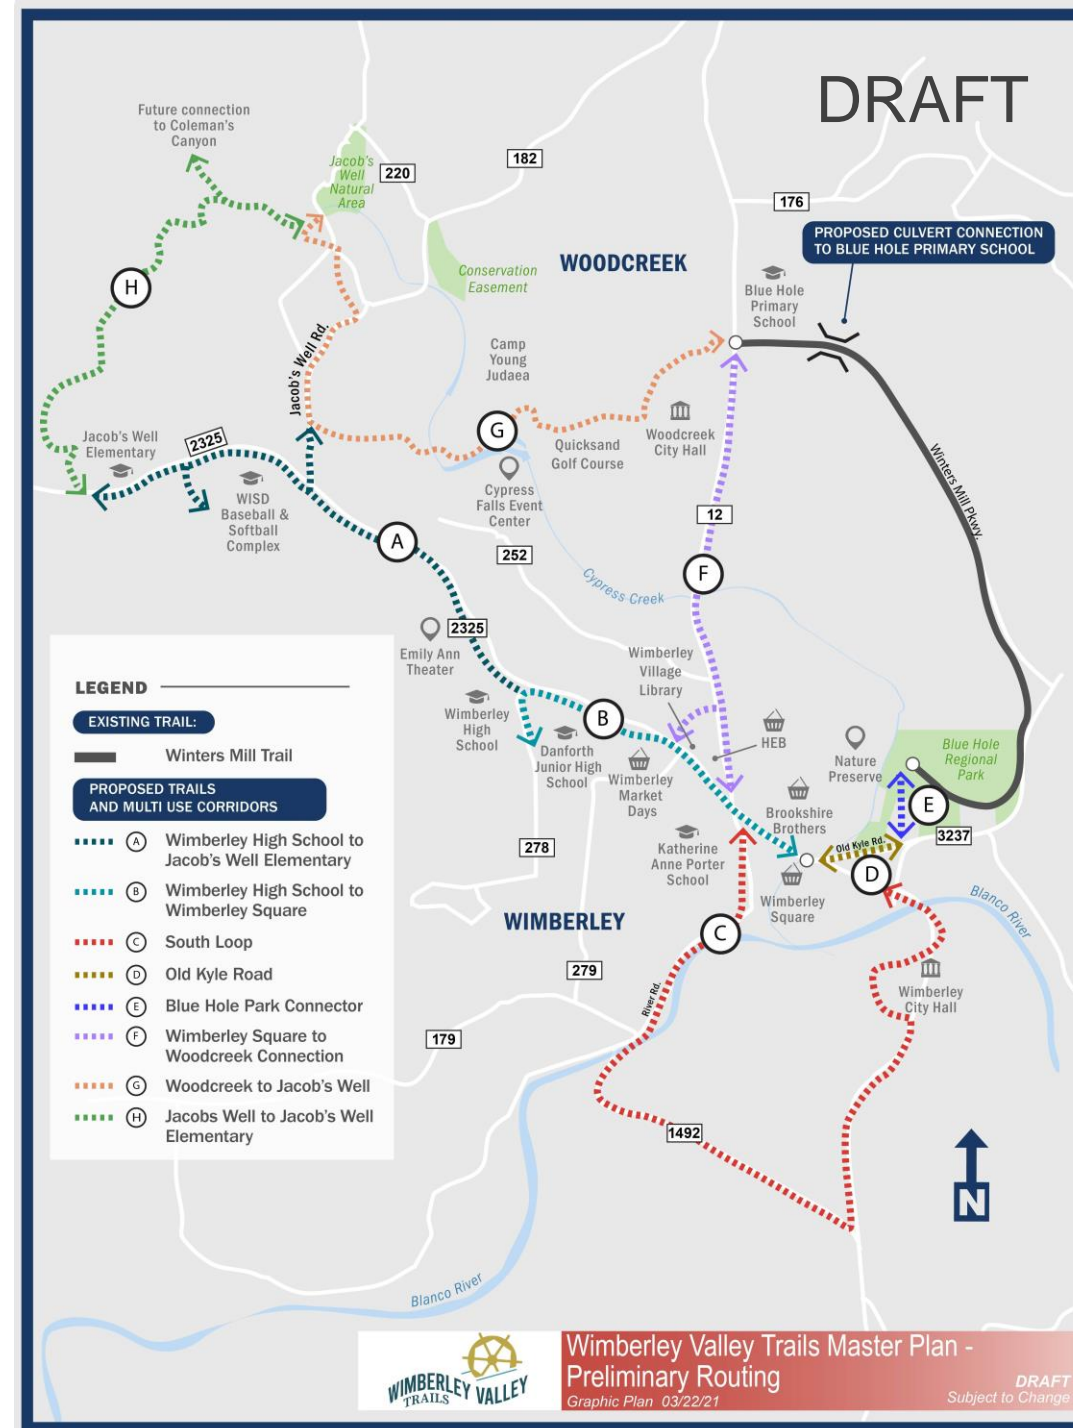 DRAFT
Future connection
to Coleman's
Canyon
Jacob's
Well
Natural
Area
220
182
176
PROPOSED CULVERT CONNECTION
TO BLUE HOLE PRIMARY SCHOOL
WOODCREEK
Conservation
Easement
Blue Hole
Primary
School
H
Jacob's Well Rd.
Camp
Young
Judaea
G
Quicksand
Golf Course
Woodcreek
City Hall
Jacob's Well
Elementary
2325
WISD
Baseball &
Softball
Complex
Cypress
Falls Event
Center
Winters Mill Pkwy.
12
A
252
F
Cypress Creek
2325
Emily Ann
Theater
Wimberley
Village
Library
Wimberley
High
School
B
Danforth
Junior High
School
Wimberley
Market
Days
HEB
Nature
Preserve
Blue Hole
Regional
Park
Brookshire
Brothers
E
3237
278
Katherine
Anne Porter
School
Old Kyle Rd.
D
Wimberley
Square
WIMBERLEY
C
Blanco
River
279
River Rd.
Wimberley
City Hall
179
1492
N
Blanco River
LEGEND
EXISTING TRAIL:
Winters Mill Trail
PROPOSED TRAILS
AND MULTI USE CORRIDORS
A Wimberley High School to
Jacob's Well Elementary
B Wimberley High School to
Wimberley Square
C South Loop
D Old Kyle Road
E Blue Hole Park Connector
F Wimberley Square to
Woodcreek Connection
G Woodcreek to Jacob's Well
H Jacobs Well to Jacob's Well
Elementary
WIMBERLEY VALLEY
TRAILS
Wimberley Valley Trails Master Plan -
Preliminary Routing
Graphic Plan 03/22/21
DRAFT
Subject to Change